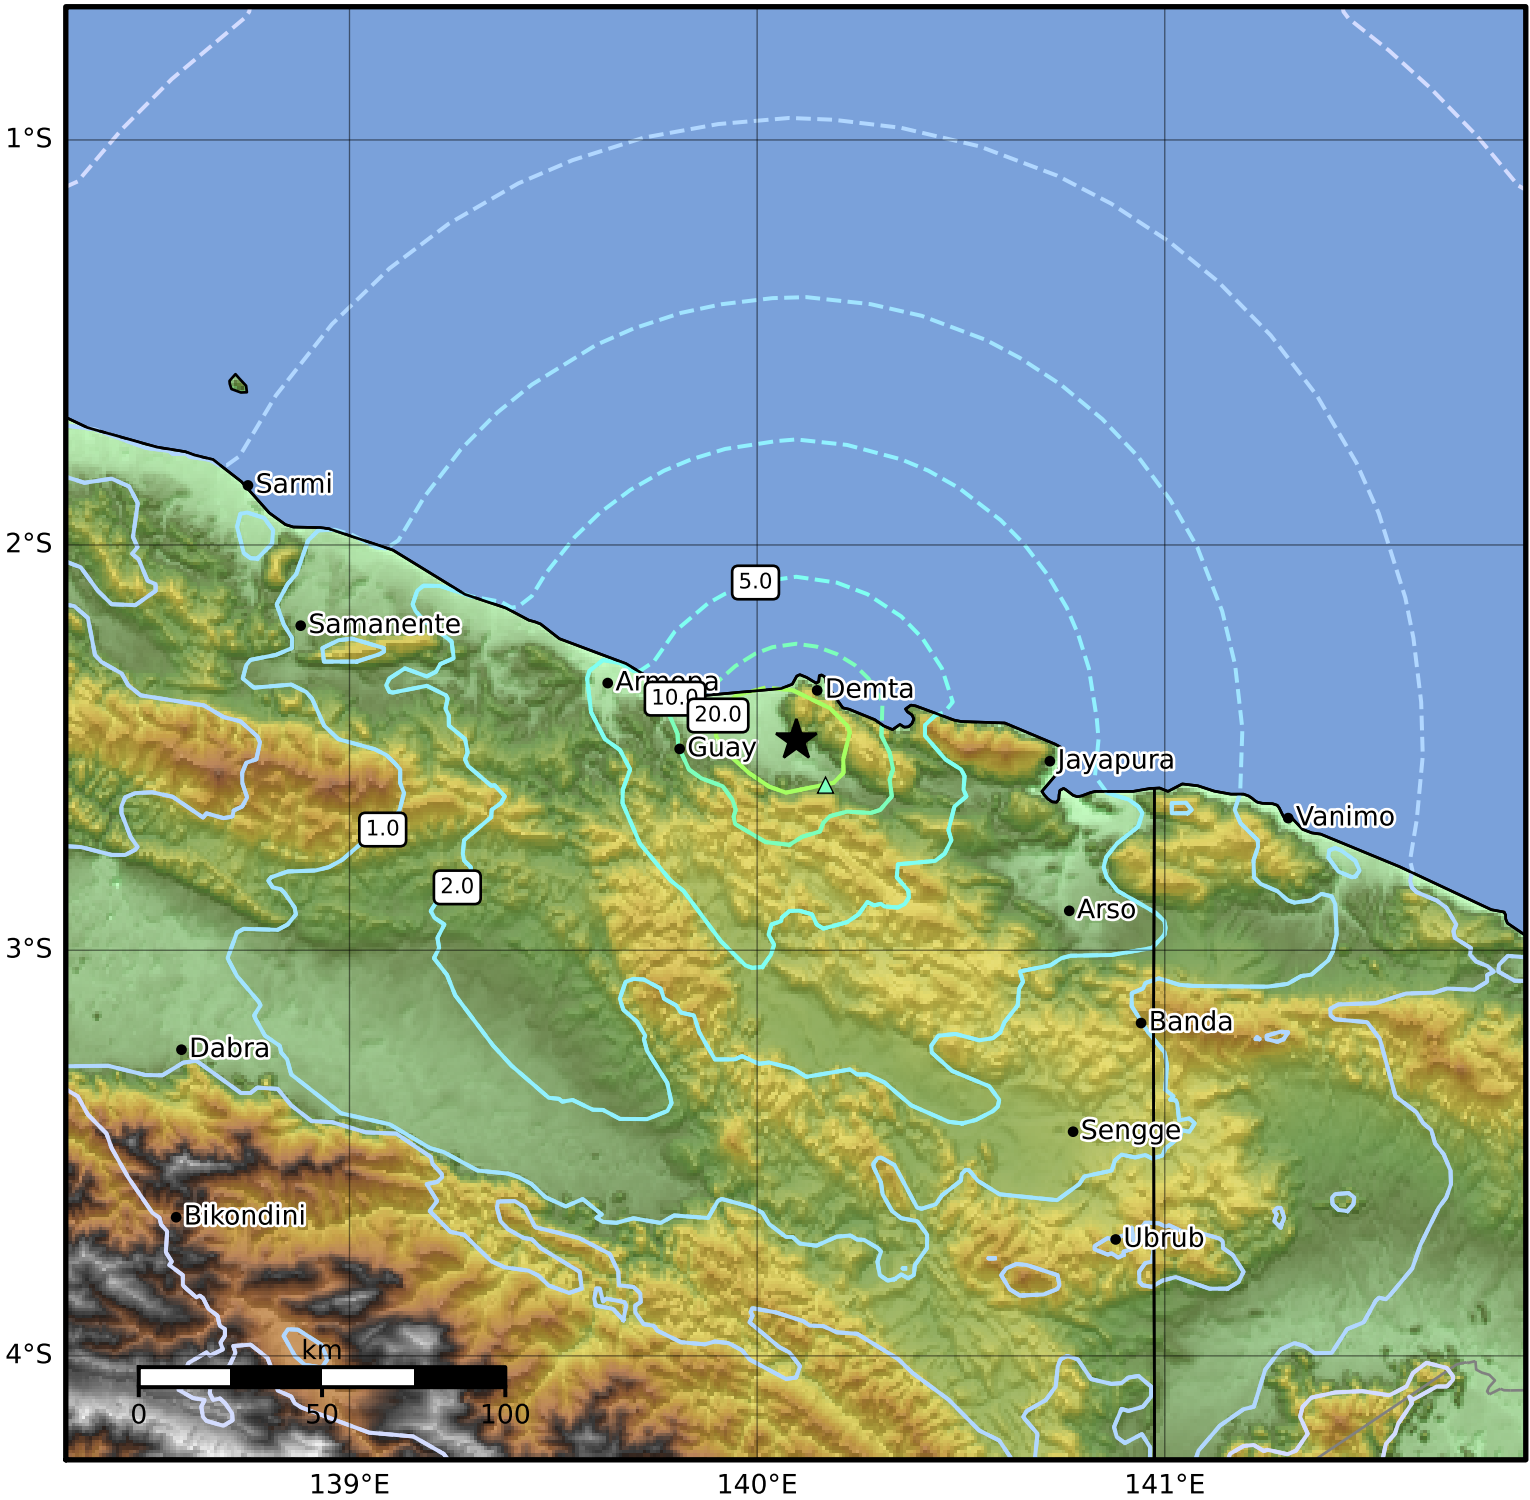 1°S
Sarmi
2°S
5.0
Samanente
Armopa
10.0
Demta
20.0
Guay
Jayapura
1.0
Vanimo
2.0
Arso
3°S
Banda
Dabra
Sengge
Bikondini
Ubrub
km
4°S
0 50 100
139°E 140°E 141°E